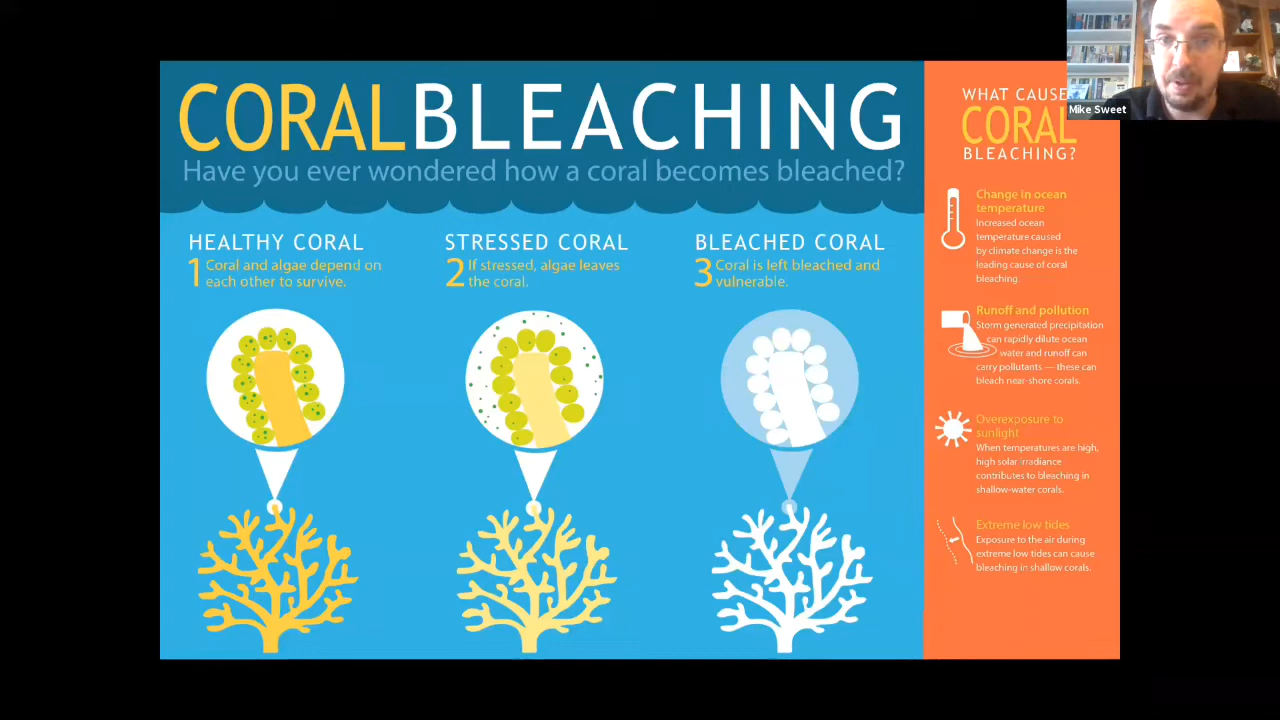 CORALBLEACHING
Have you ever wondered how a coral becomes bleached?
HEALTHY CORAL
1 Coral and algae depend on
each other to survive.
STRESSED CORAL
2 If stressed, algae leaves
the coral.
BLEACHED CORAL
3 Coral is left bleached and
vulnerable.
WHAT CAUSE
CORAL
BLEACHING?
Change in ocean
temperature
Increased ocean
temperature caused
by climate change is the
leading cause of coral
bleaching.
Runoff and pollution
Storm generated precipitation
can rapidly dilute ocean
water and runoff can
carry pollutants — these can
bleach near-shore corals.
Overexposure to
sunlight
When temperatures are high,
high solar irradiance
contributes to bleaching in
shallow-water corals.
Extreme low tides
Exposure to the air during
extreme low tides can cause
bleaching in shallow corals.
Mike Sweet